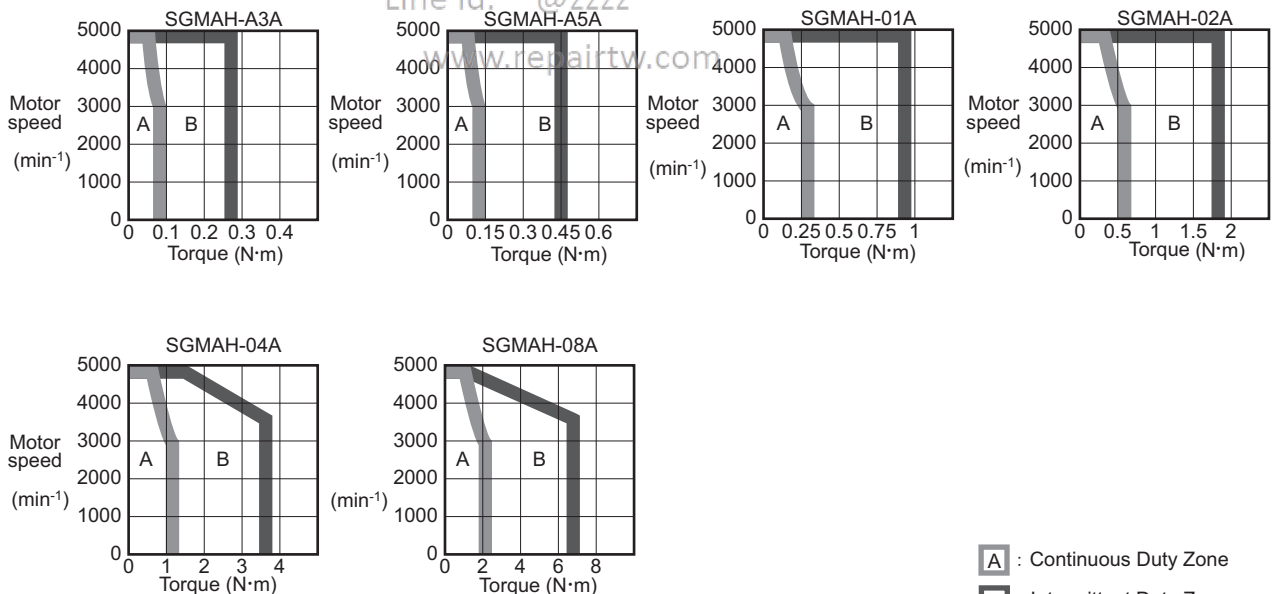 Line id: @zzzz
www.repairtw.com
SGMAH-A3A
5000
4000
3000
2000
1000
0
Motor
speed
(min-1)
A
B
0 0.1 0.2 0.3 0.4
Torque (N·m)
SGMAH-A5A
5000
4000
3000
2000
1000
0
Motor
speed
(min-1)
A
B
0 0.15 0.3 0.45 0.6
Torque (N·m)
SGMAH-01A
5000
4000
3000
2000
1000
0
Motor
speed
(min-1)
A
B
0 0.25 0.5 0.75 1
Torque (N·m)
SGMAH-02A
5000
4000
3000
2000
1000
0
Motor
speed
(min-1)
A
B
0 0.5 1 1.5 2
Torque (N·m)
SGMAH-04A
5000
4000
3000
2000
1000
0
Motor
speed
(min-1)
A
B
0 1 2 3 4
Torque (N·m)
SGMAH-08A
5000
4000
3000
2000
1000
0
(min-1)
A
B
0 2 4 6 8
Torque (N·m)
A : Continuous Duty Zone